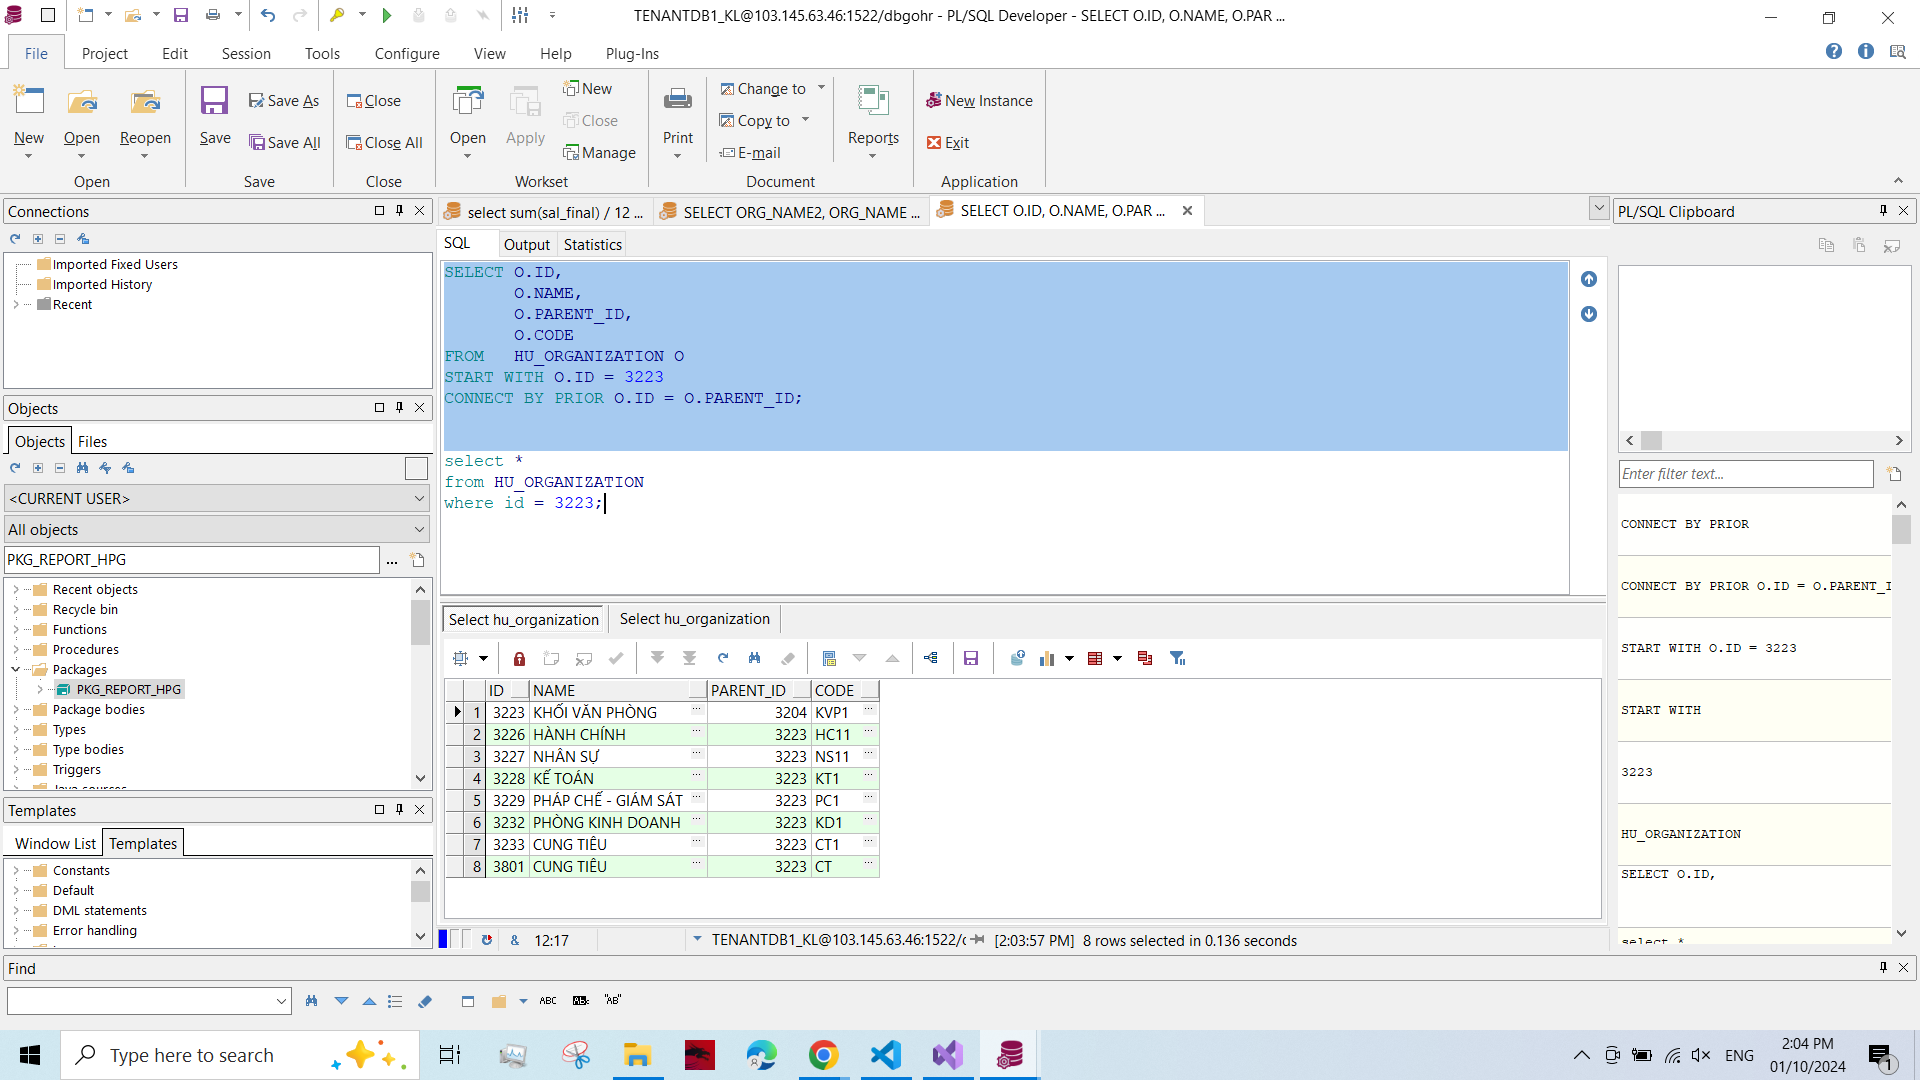 TENANTDB1_KL@103.145.63.46:1522/dbgohr - PL/SQL Developer - SELECT O.ID, O.NAME, O.PAR ...
File Project Edit Session Tools Configure View Help Plug-Ins
New Open Reopen
Open
Save Save As Save All
Save
Close Close All
Close
Open Apply New Close Manage
Workset
Print Change to Copy to E-mail
Document
Reports
New Instance
Exit
Application
Connections
Imported Fixed Users
Imported History
Recent
Objects
Objects Files
<CURRENT USER>
All objects
PKG_REPORT_HPG
...
Recent objects
Recycle bin
Functions
Procedures
Packages
PKG_REPORT_HPG
Package bodies
Types
Type bodies
Triggers
Java sources
Templates
Window List Templates
Constants
Default
DML statements
Error handling
select sum(sal_final) / 12 ... SELECT ORG_NAME2, ORG_NAME ... SELECT O.ID, O.NAME, O.PAR ...
SQL Output Statistics
SELECT O.ID,
O.NAME,
O.PARENT_ID,
O.CODE
FROM HU_ORGANIZATION O
START WITH O.ID = 3223
CONNECT BY PRIOR O.ID = O.PARENT_ID;
select *
from HU_ORGANIZATION
where id = 3223;
Select hu_organization Select hu_organization
ID NAME PARENT_ID CODE
1 3223 KHỐI VĂN PHÒNG ... 3204 KVP1 ...
2 3226 HÀNH CHÍNH ... 3223 HC11 ...
3 3227 NHÂN SỰ ... 3223 NS11 ...
4 3228 KẾ TOÁN ... 3223 KT1 ...
5 3229 PHÁP CHẾ - GIÁM SÁT ... 3223 PC1 ...
6 3232 PHÒNG KINH DOANH ... 3223 KD1 ...
7 3233 CUNG TIÊU ... 3223 CT1 ...
8 3801 CUNG TIÊU ... 3223 CT ...
& 12:17 TENANTDB1_KL@103.145.63.46:1522/ [2:03:57 PM] 8 rows selected in 0.136 seconds
PL/SQL Clipboard
Enter filter text...
CONNECT BY PRIOR
CONNECT BY PRIOR O.ID = O.PARENT_I
START WITH O.ID = 3223
START WITH
3223
HU_ORGANIZATION
SELECT O.ID,
select *
Find
ABC "AB"
Type here to search
ENG
2:04 PM
01/10/2024
1